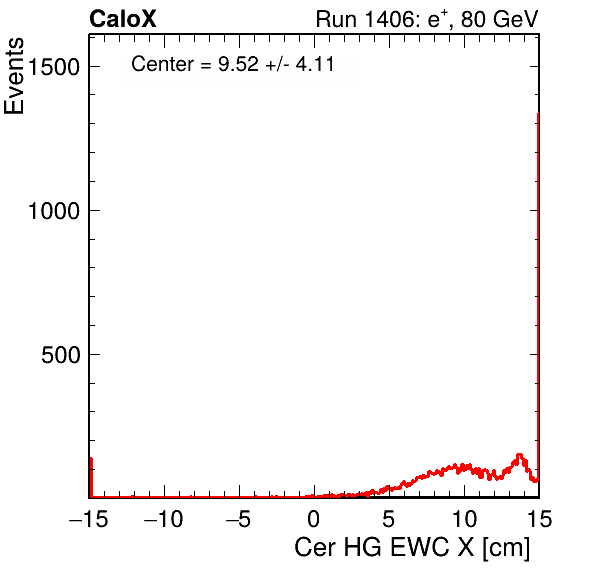 CaloX Run 1406: e⁺, 80 GeV
Center = 9.52 +/- 4.11
Events
1500
1000
500
−15 −10 −5 0 5 10 15
Cer HG EWC X [cm]